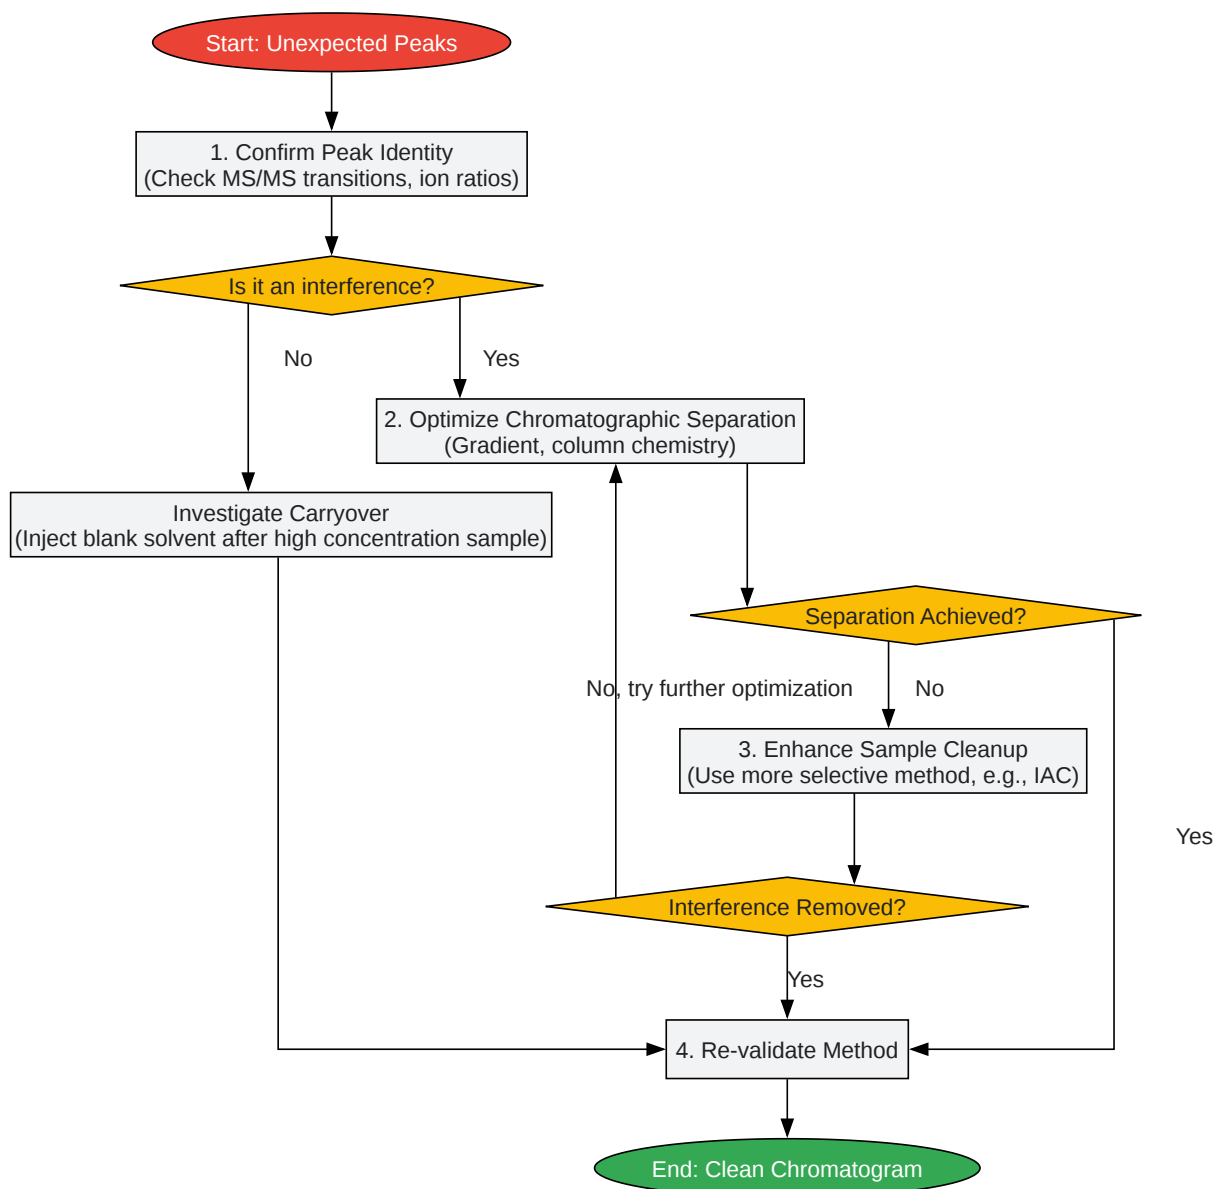 Start: Unexpected Peaks
1. Confirm Peak Identity
(Check MS/MS transitions, ion ratios)
Is it an interference?
No
Yes
2. Optimize Chromatographic Separation
(Gradient, column chemistry)
Investigate Carryover
(Inject blank solvent after high concentration sample)
Separation Achieved?
No, try further optimization
No
3. Enhance Sample Cleanup
(Use more selective method, e.g., IAC)
Yes
Interference Removed?
Yes
4. Re-validate Method
End: Clean Chromatogram